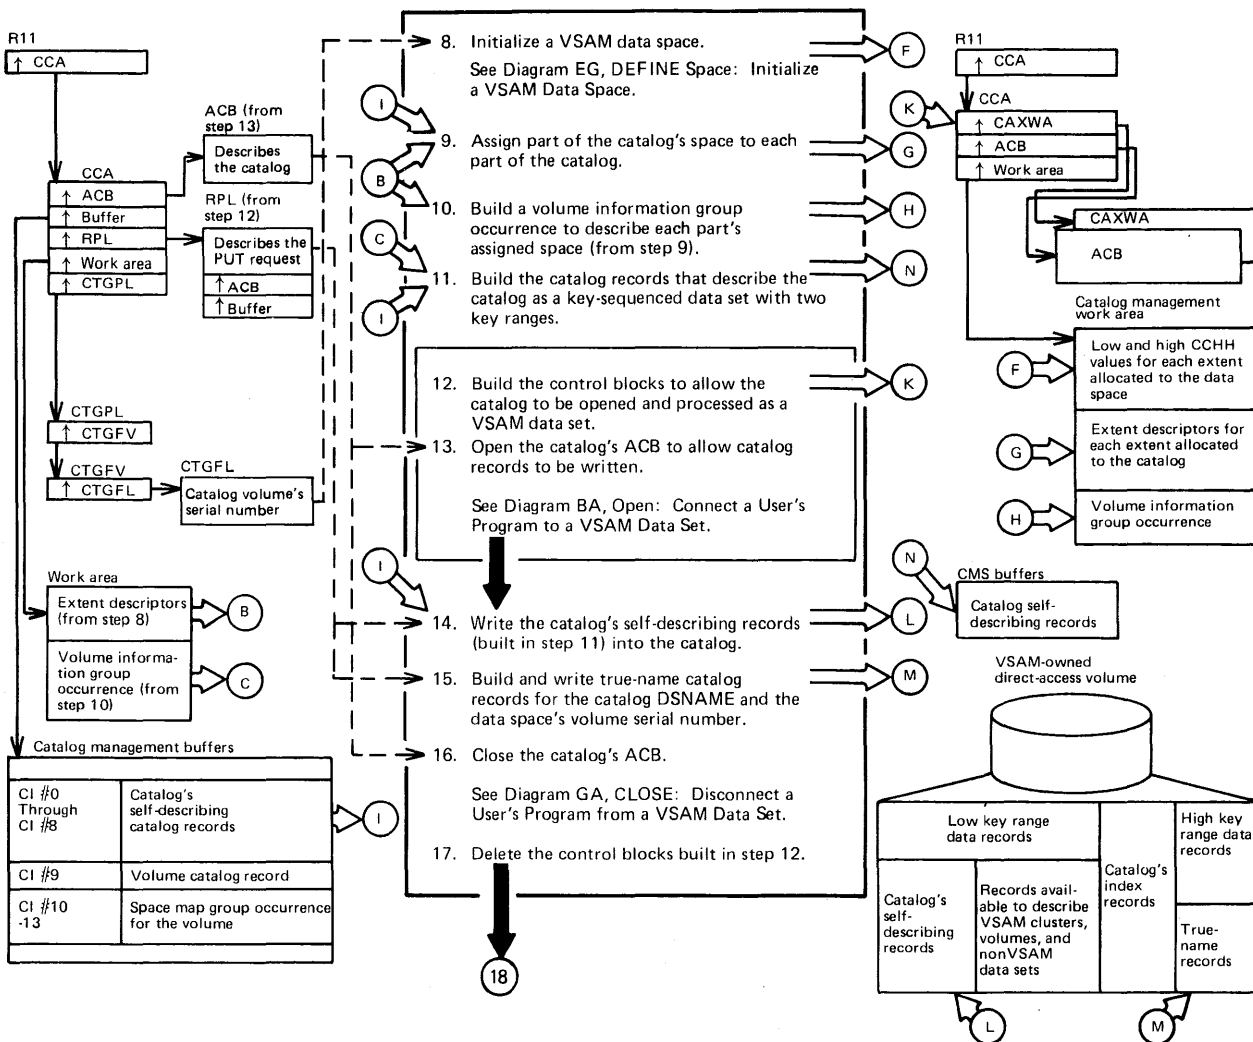 R11
↑ CCA
ACB (from
step 13)
Describes
the catalog
CCA
↑ ACB
↑ Buffer
↑ RPL
↑ Work area
↑ CTGPL
RPL (from
step 12)
Describes the
PUT request
↑ ACB
↑ Buffer
CTGPL
↑ CTGFV
CTGFV
↑ CTGFL
CTGFL
Catalog volume's
serial number
Work area
Extent descriptors
(from step 8)
B
Volume informa-
tion group
occurrence (from
step 10)
C
Catalog management buffers
CI #0
Through
CI #8
Catalog's
self-describing
catalog records
I
CI #9
Volume catalog record
CI #10
-13
Space map group occurrence
for the volume
8. Initialize a VSAM data space.
See Diagram EG, DEFINE Space: Initialize
a VSAM Data Space.
F
I
9. Assign part of the catalog's space to each
part of the catalog.
G
B
10. Build a volume information group
occurrence to describe each part's
assigned space (from step 9).
H
C
11. Build the catalog records that describe the
catalog as a key-sequenced data set with two
key ranges.
N
I
12. Build the control blocks to allow the
catalog to be opened and processed as a
VSAM data set.
K
13. Open the catalog's ACB to allow catalog
records to be written.
See Diagram BA, Open: Connect a User's
Program to a VSAM Data Set.
I
14. Write the catalog's self-describing records
(built in step 11) into the catalog.
L
15. Build and write true-name catalog
records for the catalog DSNAME and the
data space's volume serial number.
M
16. Close the catalog's ACB.
See Diagram GA, CLOSE: Disconnect a
User's Program from a VSAM Data Set.
17. Delete the control blocks built in step 12.
18
R11
↑ CCA
K
CCA
↑ CAXWA
↑ ACB
↑ Work area
CAXWA
ACB
Catalog management
work area
F
Low and high CCHH
values for each extent
allocated to the data
space
G
Extent descriptors for
each extent allocated
to the catalog
H
Volume information
group occurrence
N
CMS buffers
Catalog self-
describing records
VSAM-owned
direct-access volume
Low key range
data records
Catalog's
self-
describing
records
Records avail-
able to describe
VSAM clusters,
volumes, and
nonVSAM
data sets
Catalog's
index
records
High key
range data
records
True-
name
records
L
M